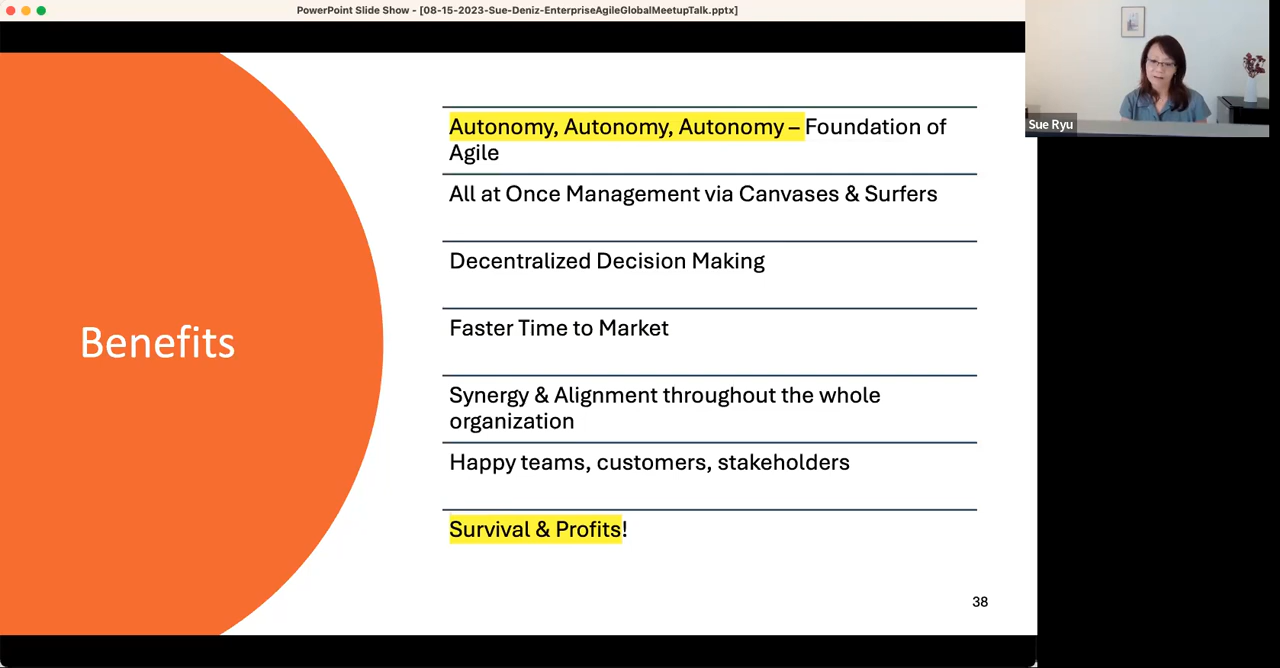 PowerPoint Slide Show - [08-15-2023-Sue-Deniz-EnterpriseAgileGlobalMeetupTalk.pptx]
Sue Ryu
Benefits
Autonomy, Autonomy, Autonomy – Foundation of
Agile
All at Once Management via Canvases & Surfers
Decentralized Decision Making
Faster Time to Market
Synergy & Alignment throughout the whole
organization
Happy teams, customers, stakeholders
Survival & Profits!
38